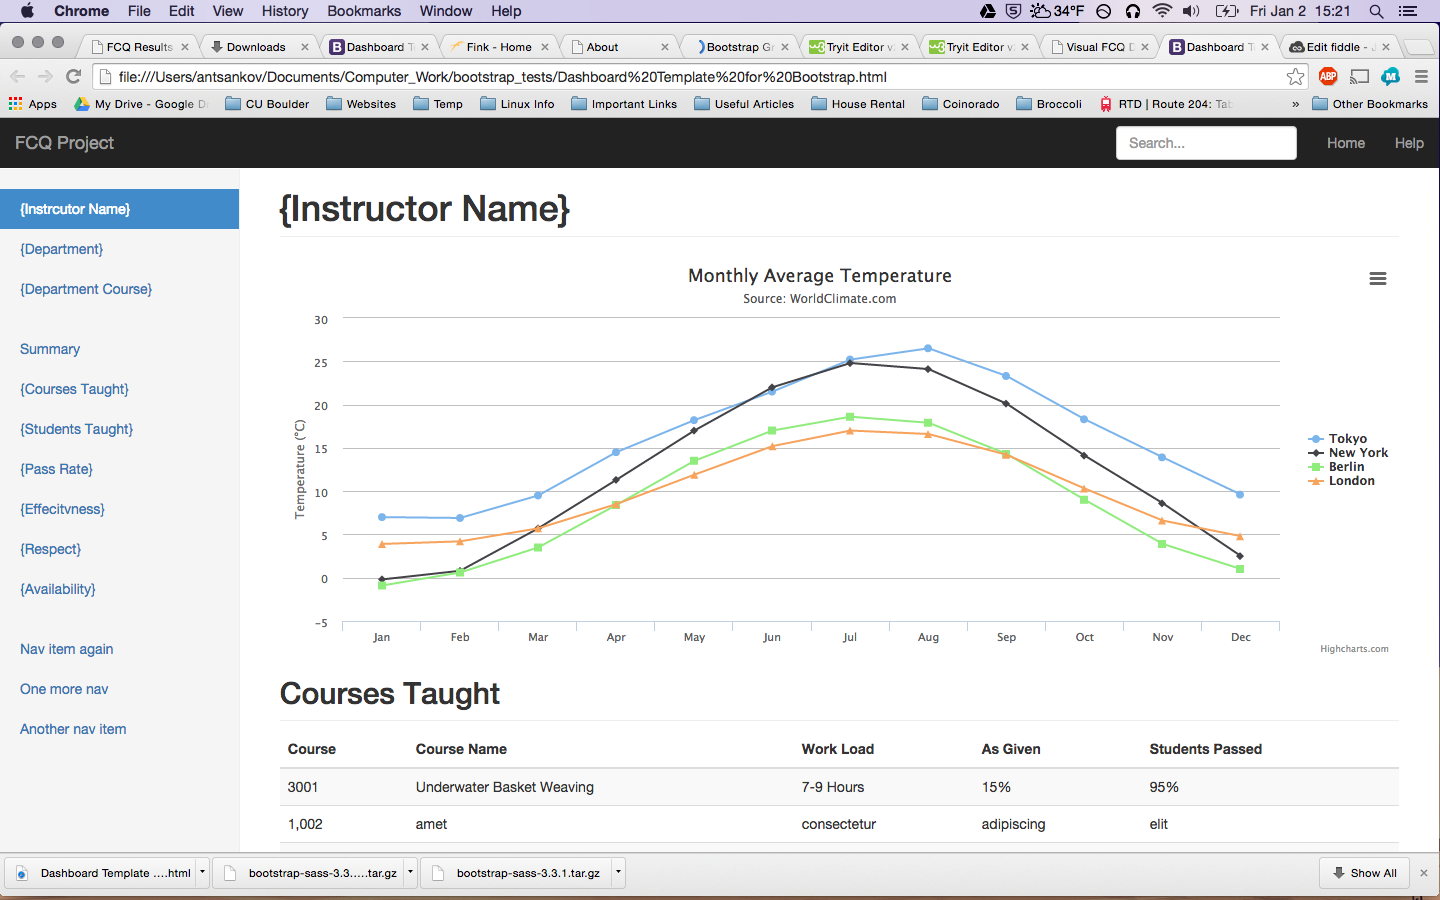 Chrome File Edit View History Bookmarks Window Help 34°F Fri Jan 2 15:21
FCQ Results Downloads Dashboard Fink - Home About Bootstrap Tryit Editor Tryit Editor Visual FCQ Dashboard Edit fiddle -
file:///Users/antsankov/Documents/Computer_Work/bootstrap_tests/Dashboard%20Template%20for%20Bootstrap.html
Apps My Drive - Google CU Boulder Websites Temp Linux Info Important Links Useful Articles House Rental Coinorado Broccoli RTD | Route 204: » Other Bookmarks
FCQ Project Search... Home Help
{Instrcutor Name}
{Department}
{Department Course}
Summary
{Courses Taught}
{Students Taught}
{Pass Rate}
{Effecitvness}
{Respect}
{Availability}
Nav item again
One more nav
Another nav item
{Instructor Name}
Monthly Average Temperature
Source: WorldClimate.com
Temperature (°C)
30
25
20
15
10
5
0
-5
Jan Feb Mar Apr May Jun Jul Aug Sep Oct Nov Dec
Tokyo
New York
Berlin
London
Highcharts.com
Courses Taught
Course Course Name Work Load As Given Students Passed
3001 Underwater Basket Weaving 7-9 Hours 15% 95%
1,002 amet consectetur adipiscing elit
Dashboard Template ....html bootstrap-sass-3.3.....tar.gz bootstrap-sass-3.3.1.tar.gz Show All